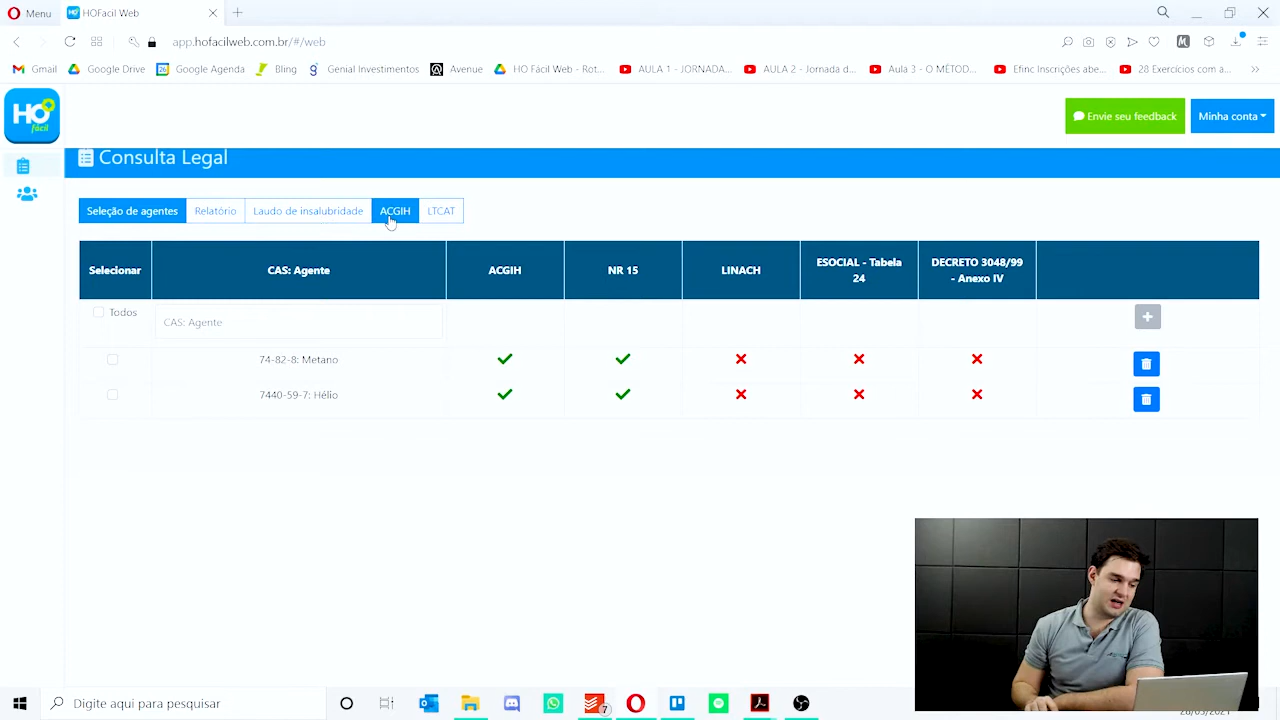 Menu
HOFacil Web
app.hofacilweb.com.br/#/web
Gmail
Google Drive
Google Agenda
Bling
Genial Investimentos
Avenue
HO Fácil Web - Rot...
AULA 1 - JORNADA...
AULA 2 - Jornada d...
Aula 3 - O MÉTOD...
Efinc Inscrições abe...
28 Exercícios com a...
HO
fácil
Envie seu feedback
Minha conta
Consulta Legal
Seleção de agentes
Relatório
Laudo de insalubridade
ACGIH
LTCAT
Selecionar
CAS: Agente
ACGIH
NR 15
LINACH
ESOCIAL - Tabela
24
DECRETO 3048/99
- Anexo IV
Todos
CAS: Agente
74-82-8: Metano
7440-59-7: Hélio
Digite aqui para pesquisar
7